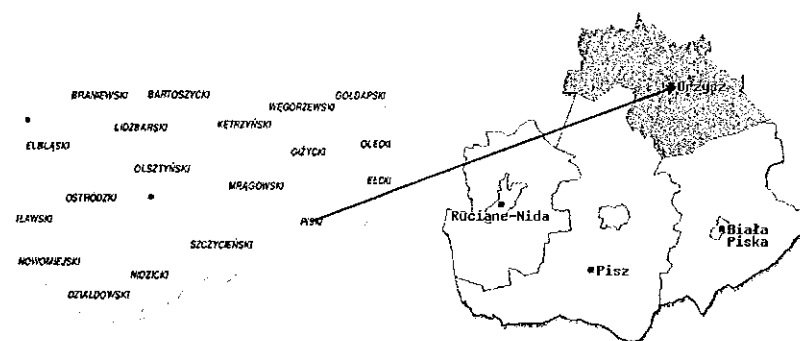 GOŁDAPSKI
BRANIEWSKI
BARTOSZYCKI
WĘGORZEWSKI
LIDZBARSKI
KĘTRZYŃSKI
ELBLĄSKI
GIŻYCKI
OLECKI
OLSZTYŃSKI
MRĄGOWSKI
EŁCKI
OSTRÓDZKI
IŁAWSKI
PISKI
SZCZYCIEŃSKI
NOWOMIEJSKI
NIDZICKI
DZIAŁDOWSKI
Orzysz
Ruciane-Nida
Biała
Piska
Pisz